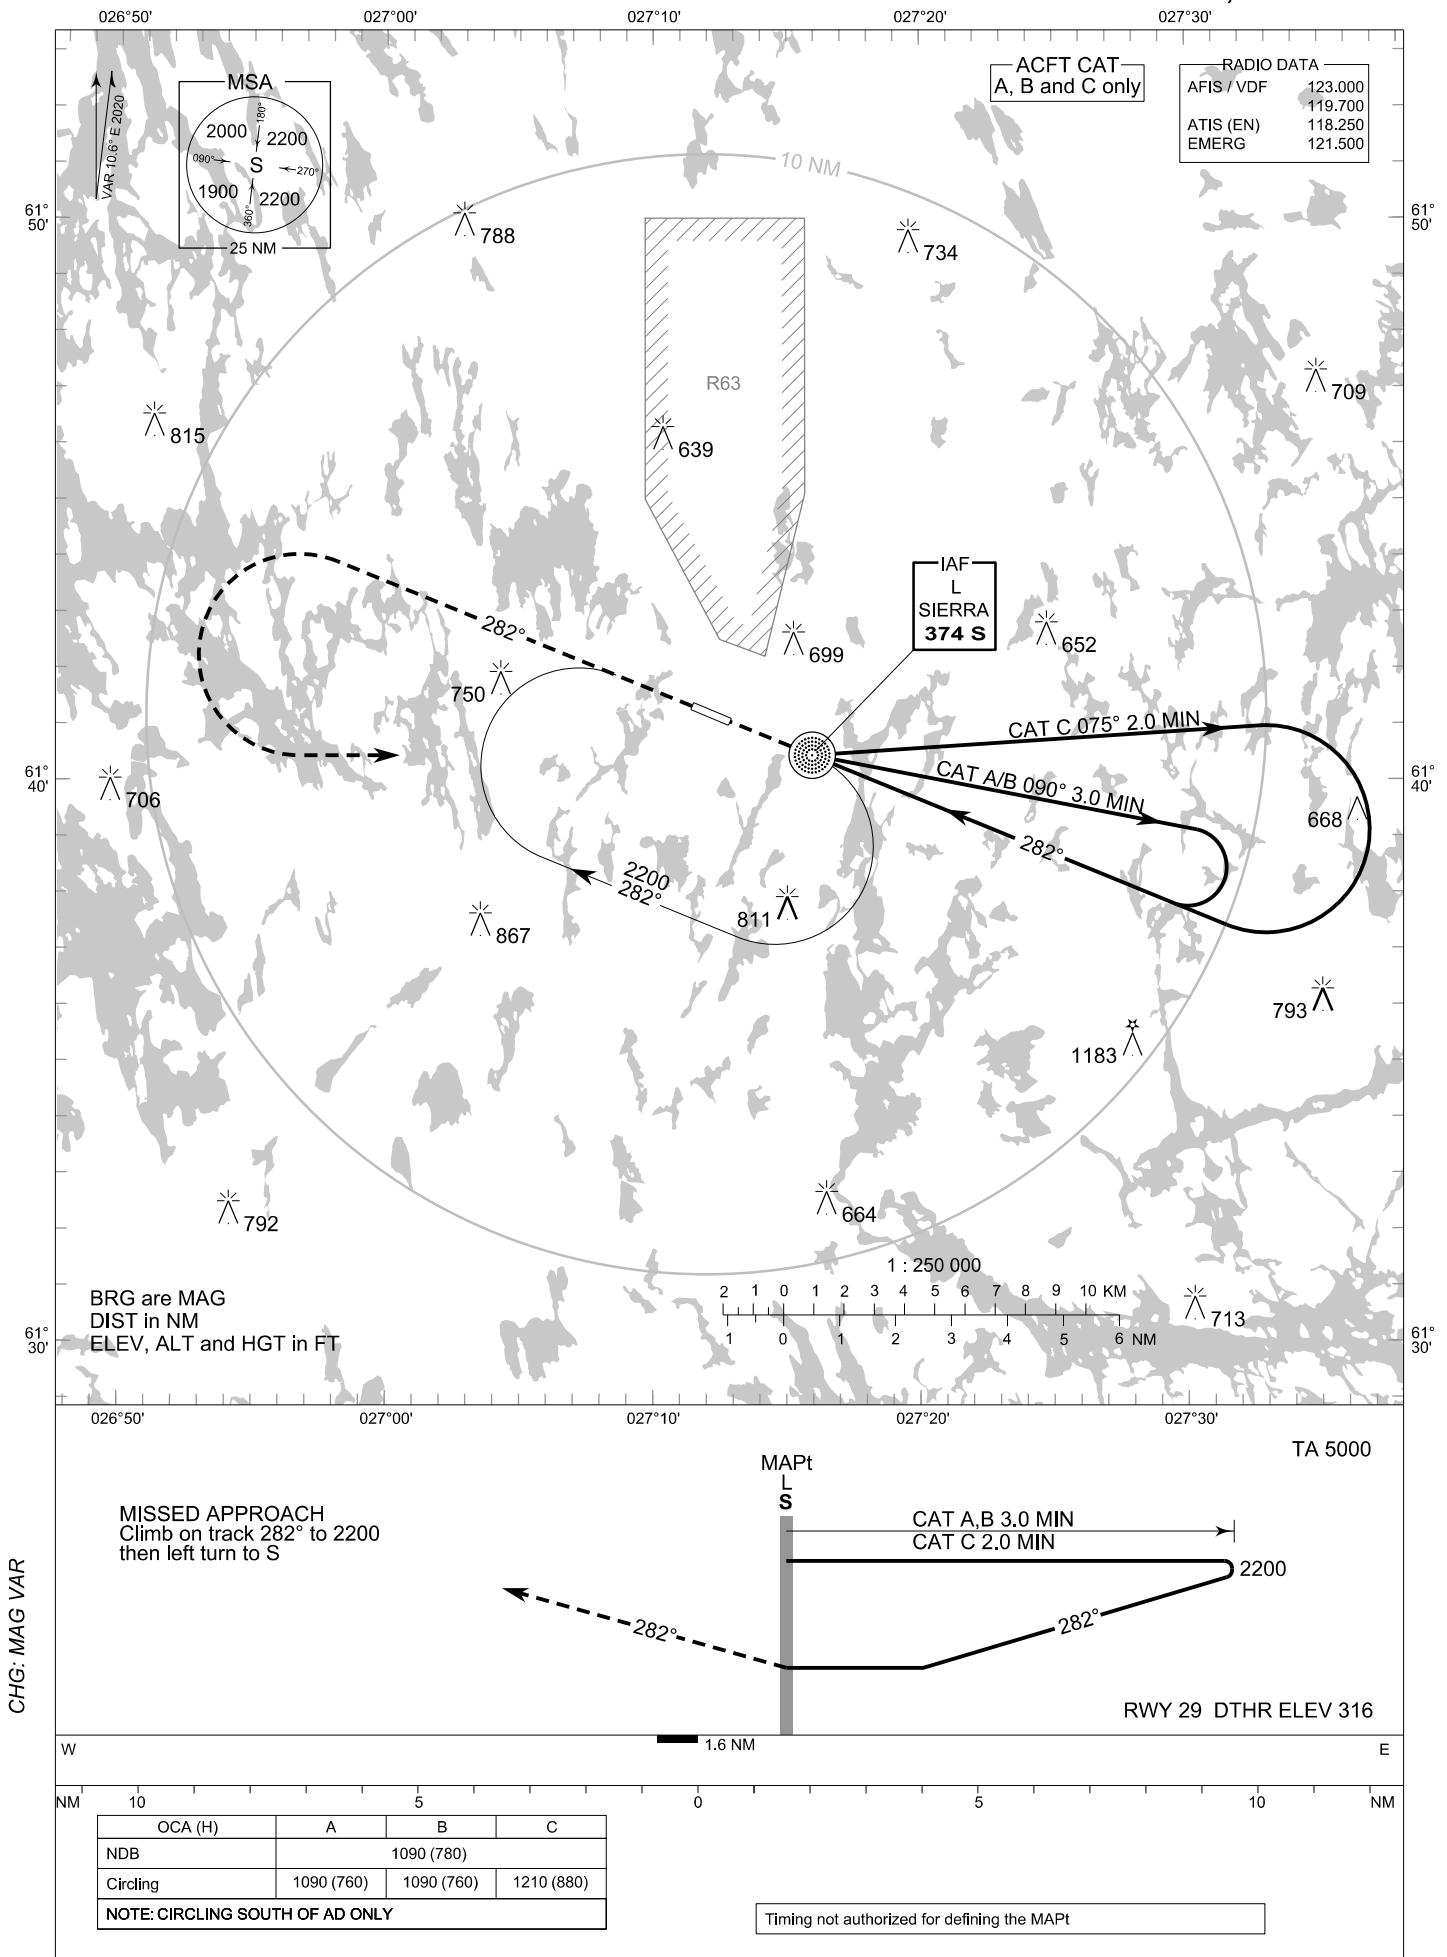 026°50' 027°00' 027°10' 027°20' 027°30'
MSA
2000 2200
1900 2200
180°
090°
270°
360°
S
25 NM
VAR 10.6° E 2020
ACFT CAT
A, B and C only
RADIO DATA
AFIS / VDF 123.000
119.700
ATIS (EN) 118.250
EMERG 121.500
10 NM
61°
50'
61°
50'
788
734
R63
709
815
639
IAF
L
SIERRA
374 S
282°
699
652
750
CAT C 075° 2.0 MIN
CAT A/B 090° 3.0 MIN
282°
61°
40'
61°
40'
706
668
2200
282°
811
867
793
1183
792
664
1 : 250 000
2 1 0 1 2 3 4 5 6 7 8 9 10 KM
1 0 1 2 3 4 5 6 NM
713
BRG are MAG
DIST in NM
ELEV, ALT and HGT in FT
61°
30'
61°
30'
026°50' 027°00' 027°10' 027°20' 027°30'
TA 5000
MAPt
L
S
MISSED APPROACH
Climb on track 282° to 2200
then left turn to S
CAT A,B 3.0 MIN
CAT C 2.0 MIN
2200
282°
282°
CHG: MAG VAR
RWY 29 DTHR ELEV 316
W
1.6 NM
E
NM 10 5 0 5 10 NM
OCA (H) A B C
NDB 1090 (780)
Circling 1090 (760) 1090 (760) 1210 (880)
NOTE: CIRCLING SOUTH OF AD ONLY
Timing not authorized for defining the MAPt